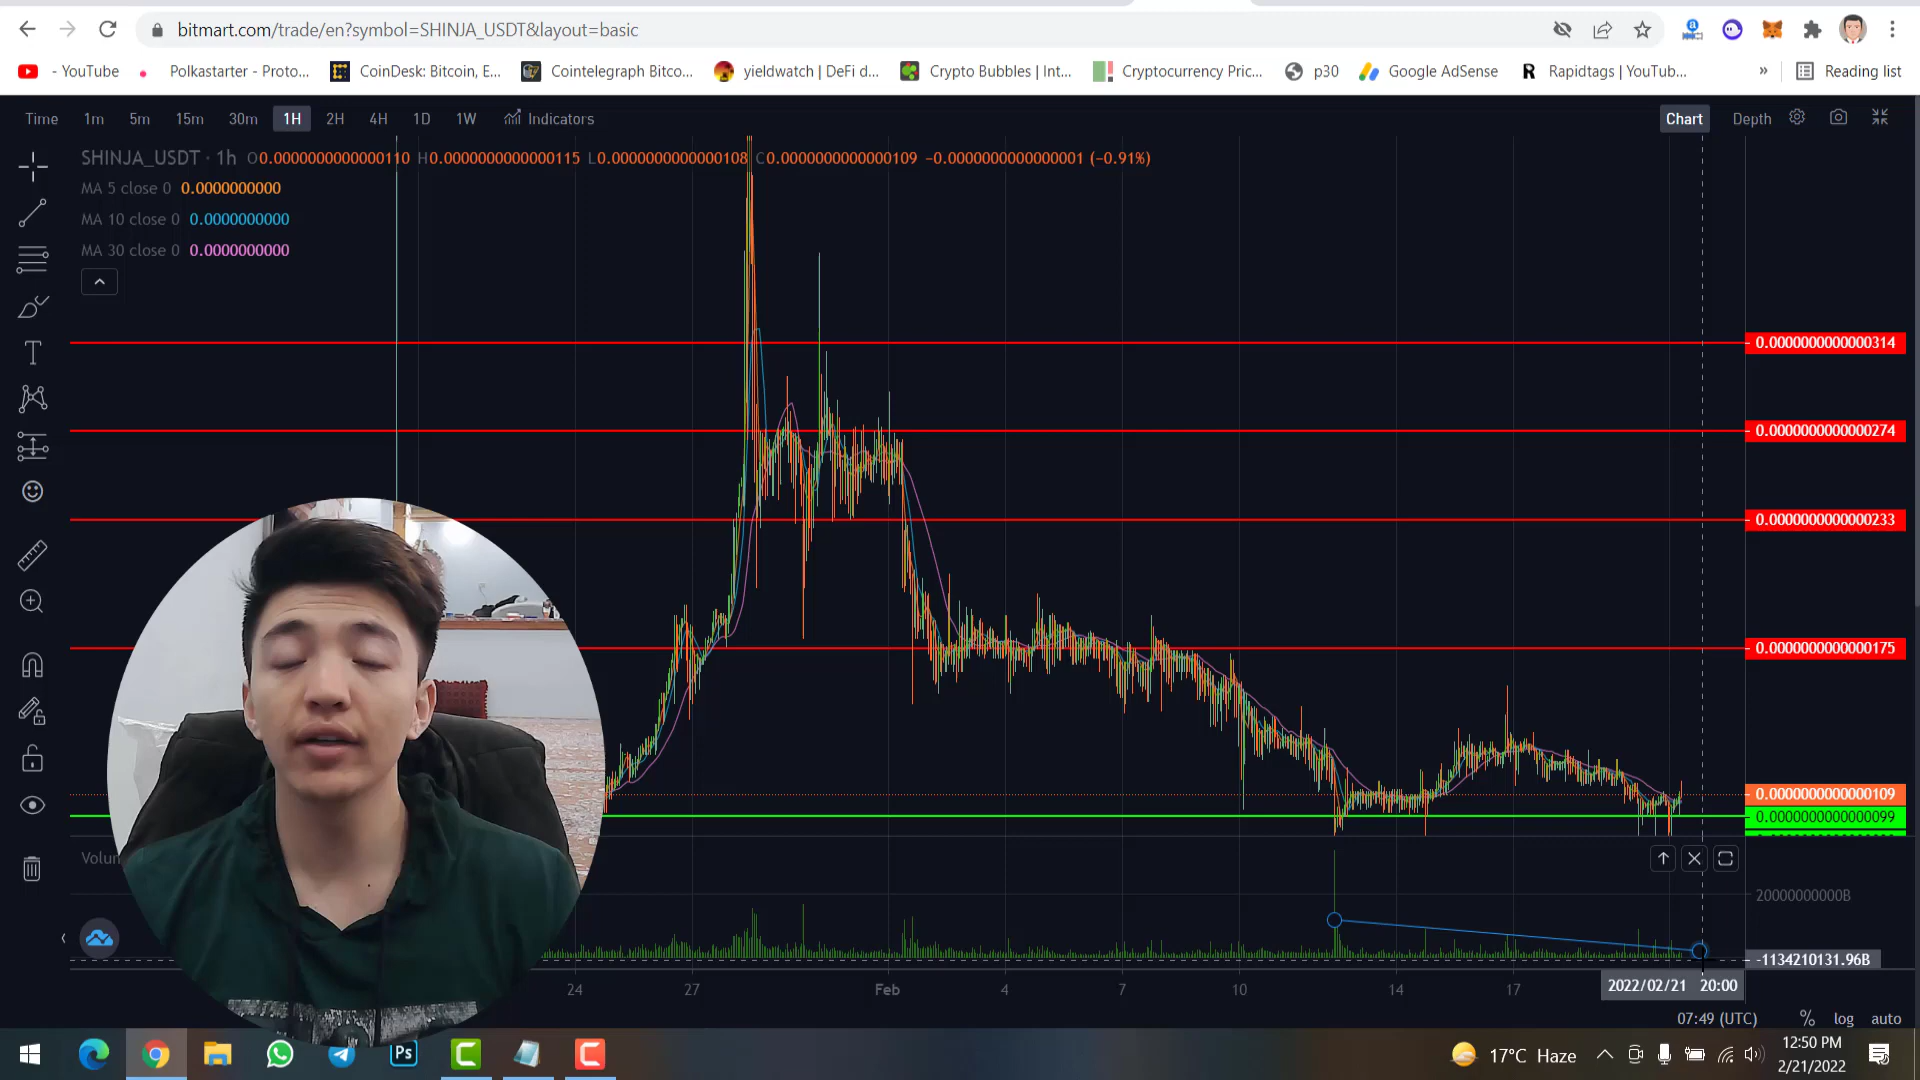 bitmart.com/trade/en?symbol=SHINJA_USDT&layout=basic
- YouTube
Polkastarter - Proto...
CoinDesk: Bitcoin, E...
Cointelegraph Bitco...
yieldwatch | DeFi d...
Crypto Bubbles | Int...
Cryptocurrency Pric...
p30
Google AdSense
R
Rapidtags | YouTub...
»
Reading list
Time 1m 5m 15m 30m 1H 2H 4H 1D 1W Indicators
Chart Depth
SHINJA_USDT · 1h O0.0000000000000110 H0.0000000000000115 L0.0000000000000108 C0.0000000000000109 −0.0000000000000001 (−0.91%)
MA 5 close 0 0.0000000000
MA 10 close 0 0.0000000000
MA 30 close 0 0.0000000000
0.0000000000000314
0.0000000000000274
0.0000000000000233
0.0000000000000175
0.0000000000000109
0.0000000000000099
Volum
20000000000B
-1134210131.96B
24 27 Feb 4 7 10 14 17
2022/02/21 20:00
07:49 (UTC) % log auto
Ps
17°C Haze
12:50 PM
2/21/2022